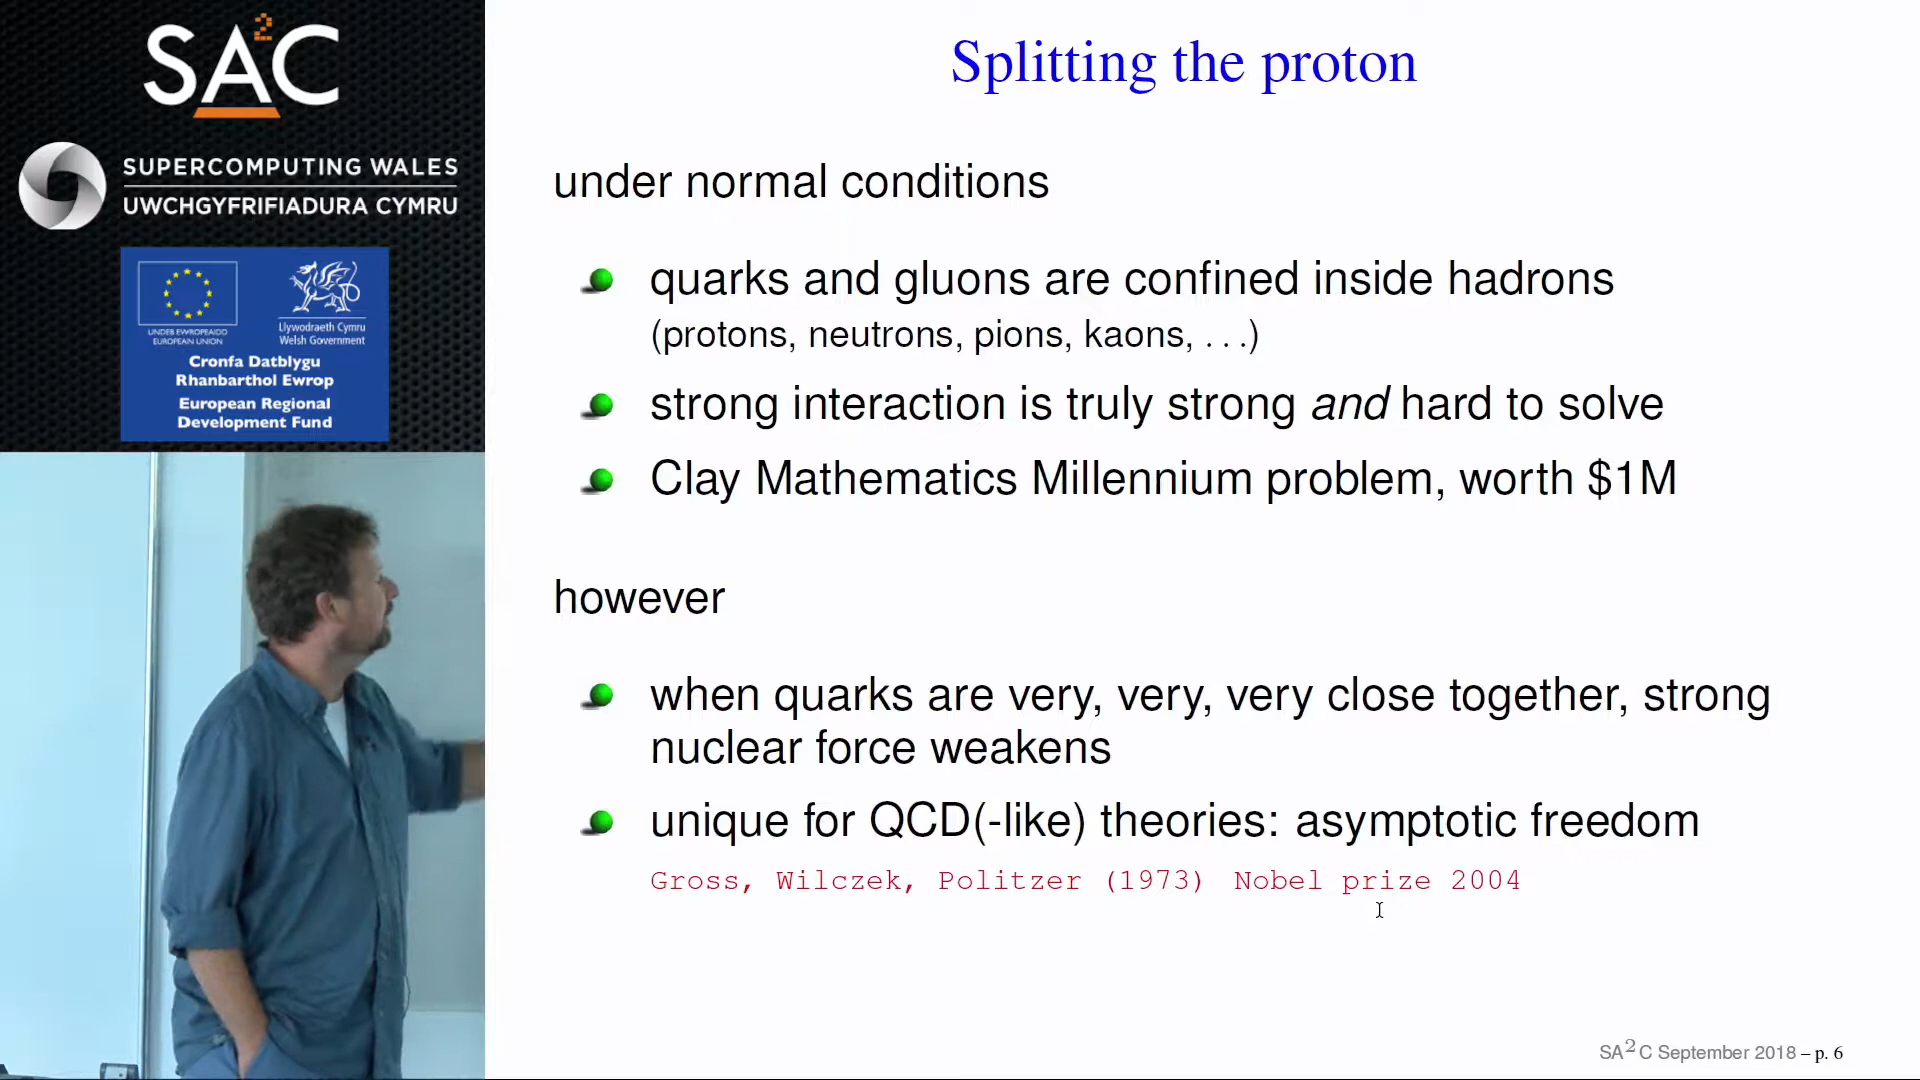 SA²C
SUPERCOMPUTING WALES
UWCHGYFRIFIADURA CYMRU
UNDEB EWROPEAIDD
EUROPEAN UNION
Llywodraeth Cymru
Welsh Government
Cronfa Datblygu
Rhanbarthol Ewrop
European Regional
Development Fund
Splitting the proton
under normal conditions
quarks and gluons are confined inside hadrons
(protons, neutrons, pions, kaons, ...)
strong interaction is truly strong and hard to solve
Clay Mathematics Millennium problem, worth $1M
however
when quarks are very, very, very close together, strong
nuclear force weakens
unique for QCD(-like) theories: asymptotic freedom
Gross, Wilczek, Politzer (1973) Nobel prize 2004
SA²C September 2018 – p. 6